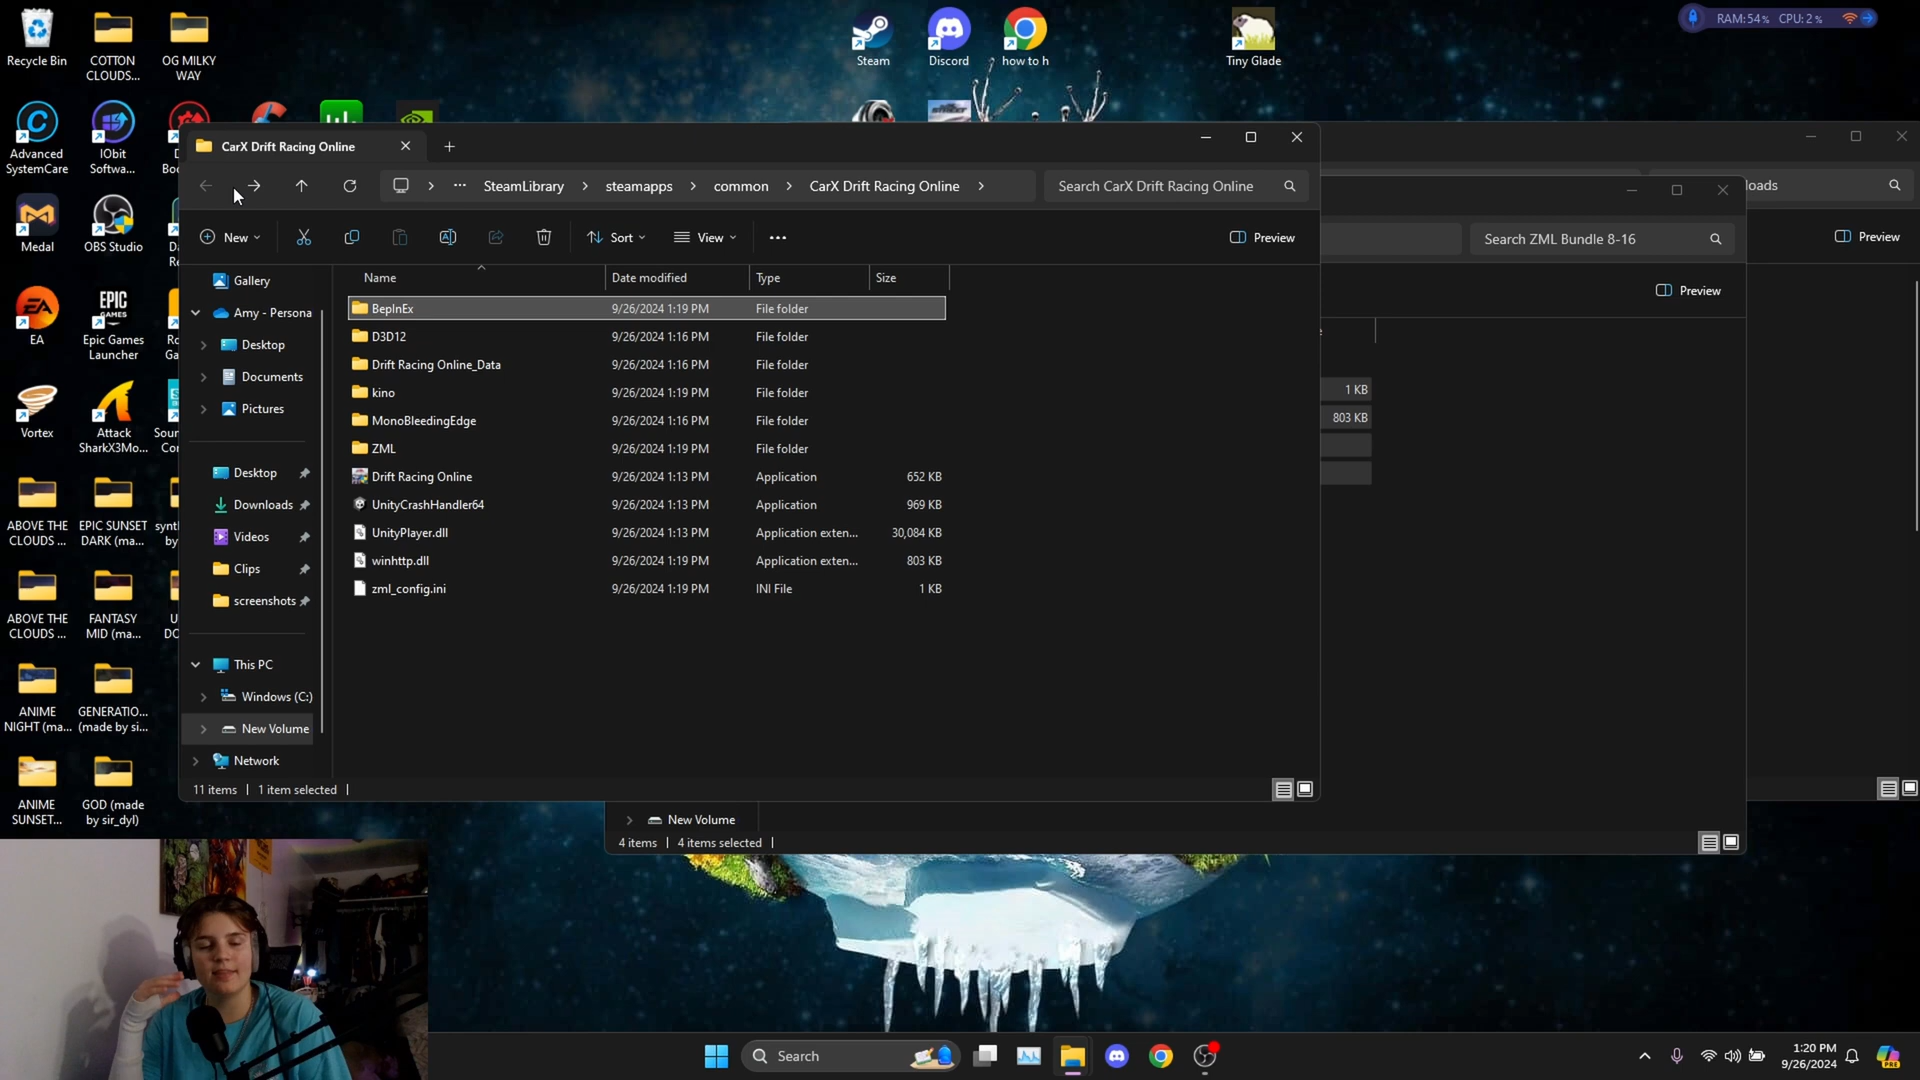 Recycle Bin
COTTON
CLOUDS...
OG MILKY
WAY
Steam
Discord
how to h
Tiny Glade
RAM:54% CPU:2%
Advanced
SystemCare
IObit
Softwa...
Medal
OBS Studio
EA
EPIC
GAMES
Epic Games
Launcher
Vortex
Attack
SharkX3Mo...
ABOVE THE
CLOUDS ...
EPIC SUNSET
DARK (ma...
ABOVE THE
CLOUDS ...
FANTASY
MID (ma...
ANIME
NIGHT (ma...
GENERATIO...
(made by si...
ANIME
SUNSET...
GOD (made
by sir_dyl)
CarX Drift Racing Online
... SteamLibrary > steamapps > common > CarX Drift Racing Online >
Search CarX Drift Racing Online
New
Sort
View
...
Preview
Gallery
Amy - Persona
Desktop
Documents
Pictures
Desktop
Downloads
Videos
Clips
screenshots
This PC
Windows (C:)
New Volume
Network
Name Date modified Type Size
BepInEx 9/26/2024 1:19 PM File folder
D3D12 9/26/2024 1:16 PM File folder
Drift Racing Online_Data 9/26/2024 1:16 PM File folder
kino 9/26/2024 1:19 PM File folder
MonoBleedingEdge 9/26/2024 1:16 PM File folder
ZML 9/26/2024 1:19 PM File folder
Drift Racing Online 9/26/2024 1:13 PM Application 652 KB
UnityCrashHandler64 9/26/2024 1:13 PM Application 969 KB
UnityPlayer.dll 9/26/2024 1:13 PM Application exten... 30,084 KB
winhttp.dll 9/26/2024 1:19 PM Application exten... 803 KB
zml_config.ini 9/26/2024 1:19 PM INI File 1 KB
11 items | 1 item selected |
loads
Preview
Search ZML Bundle 8-16
Preview
1 KB
803 KB
New Volume
4 items | 4 items selected |
Search
1:20 PM
9/26/2024
PRE